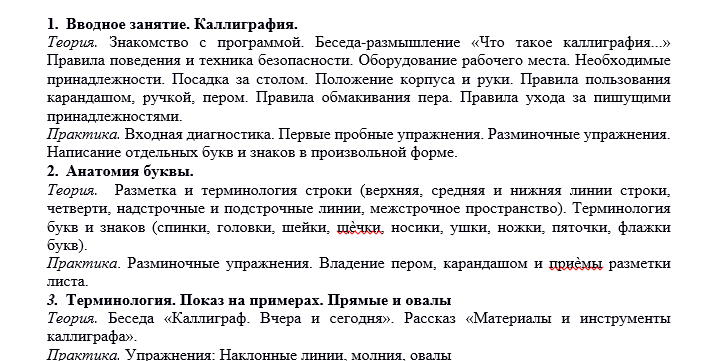 1. Вводное занятие. Каллиграфия.
Теория. Знакомство с программой. Беседа-размышление «Что такое каллиграфия...»
Правила поведения и техника безопасности. Оборудование рабочего места. Необходимые
принадлежности. Посадка за столом. Положение корпуса и руки. Правила пользования
карандашом, ручкой, пером. Правила обмакивания пера. Правила ухода за пишущими
принадлежностями.
Практика. Входная диагностика. Первые пробные упражнения. Разминочные упражнения.
Написание отдельных букв и знаков в произвольной форме.
2. Анатомия буквы.
Теория. Разметка и терминология строки (верхняя, средняя и нижняя линии строки,
четверти, надстрочные и подстрочные линии, межстрочное пространство). Терминология
букв и знаков (спинки, головки, шейки, щѐчки, носики, ушки, ножки, пяточки, флажки
букв).
Практика. Разминочные упражнения. Владение пером, карандашом и приѐмы разметки
листа.
3. Терминология. Показ на примерах. Прямые и овалы
Теория. Беседа «Каллиграф. Вчера и сегодня». Рассказ «Материалы и инструменты
каллиграфа».
Практика. Упражнения: Наклонные линии, молния, овалы